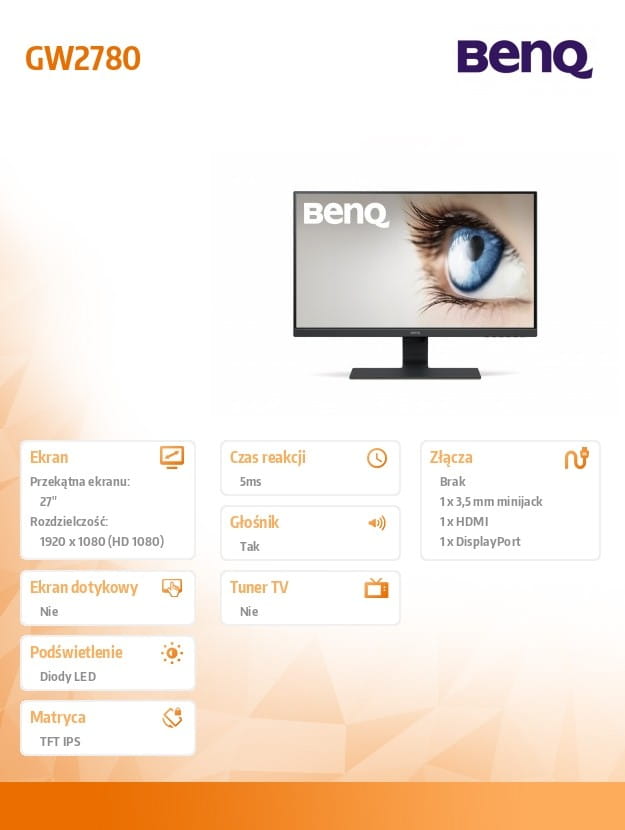 GW2780
BenQ
BenQ
Ekran
Przekątna ekranu:
27"
Rozdzielczość:
1920 x 1080 (HD 1080)
Ekran dotykowy
Nie
Podświetlenie
Diody LED
Matryca
TFT IPS
Czas reakcji
5ms
Głośnik
Tak
Tuner TV
Nie
Złącza
Brak
1 x 3,5 mm minijack
1 x HDMI
1 x DisplayPort